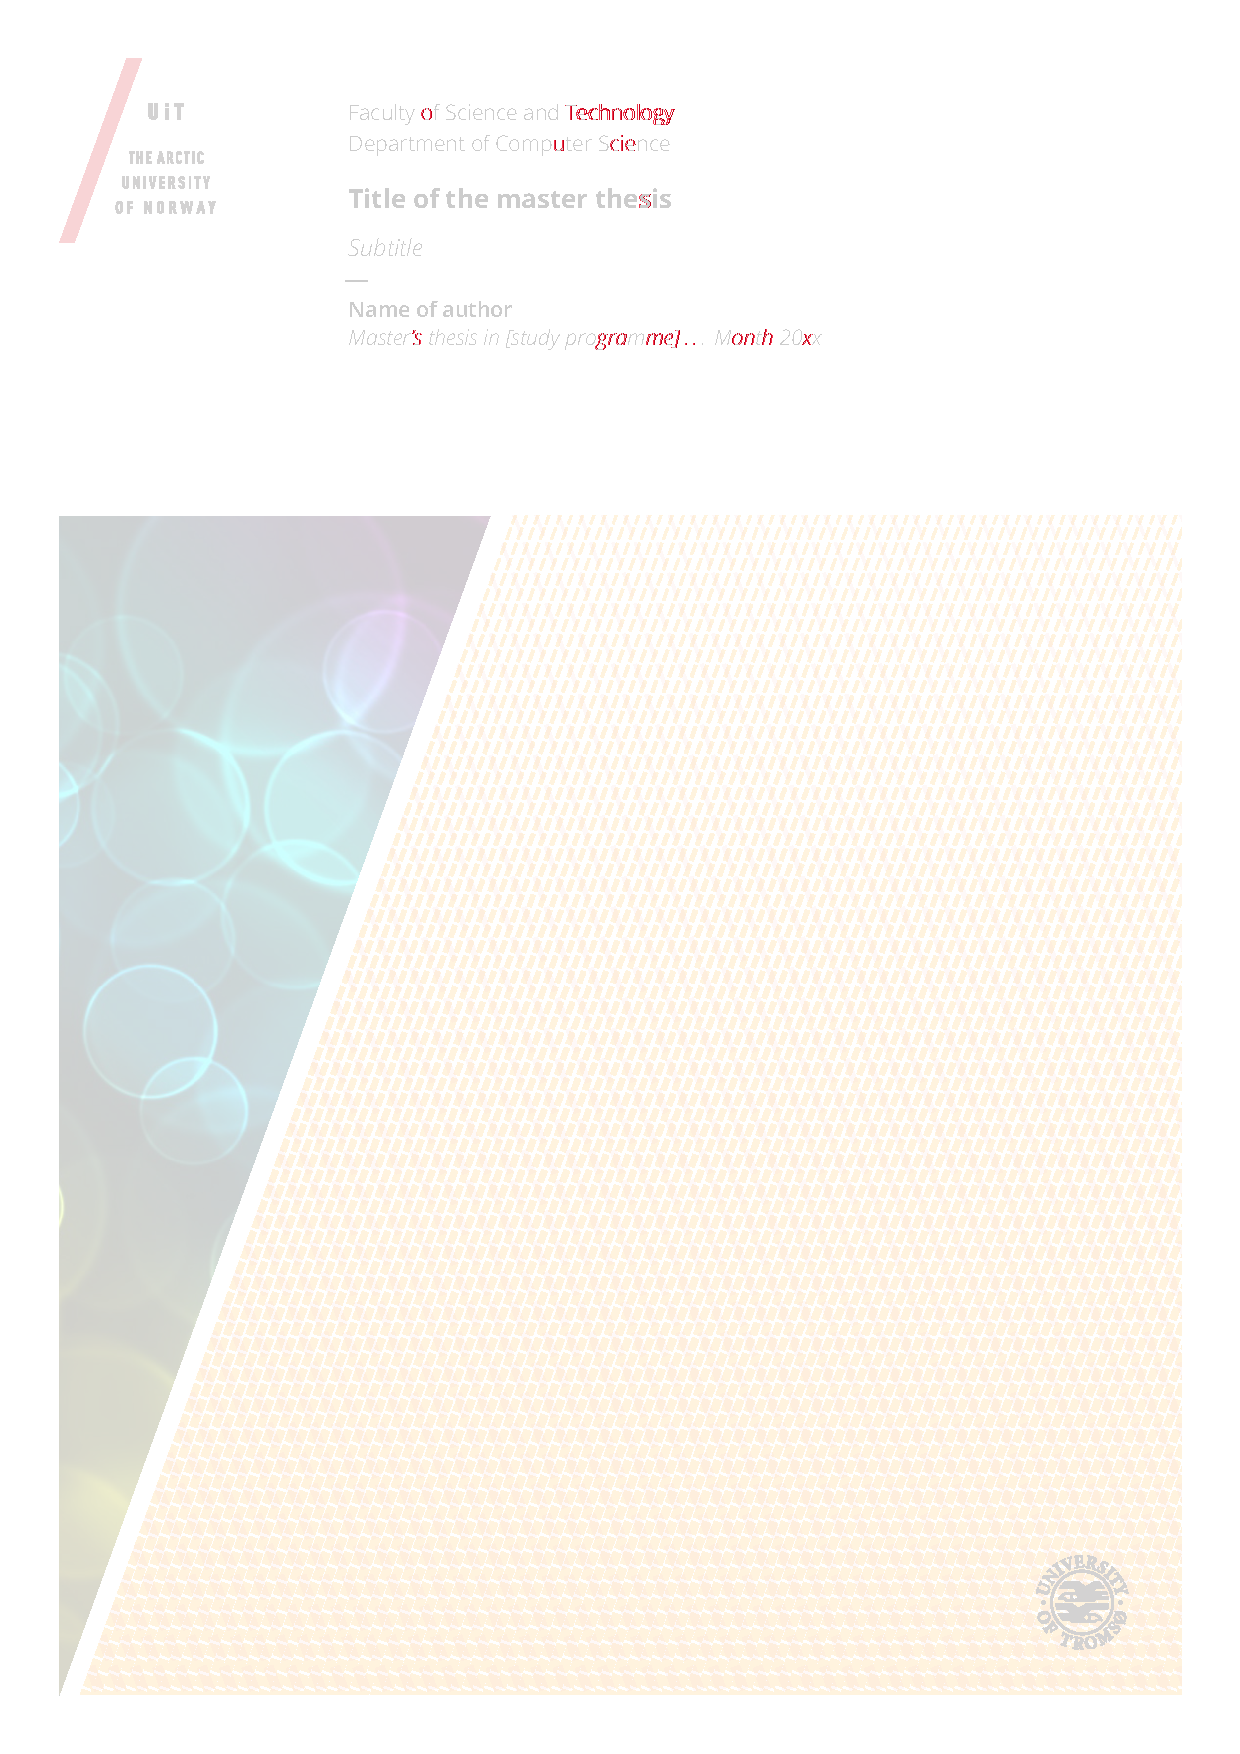 UiT
THE ARCTIC
UNIVERSITY
OF NORWAY
Faculty of Science and Technology
Department of Computer Science
Title of the master thesis
Subtitle
—
Name of author
Master's thesis in [study programme] … Month 20xx
UNIVERSITY
OF TROMSØ